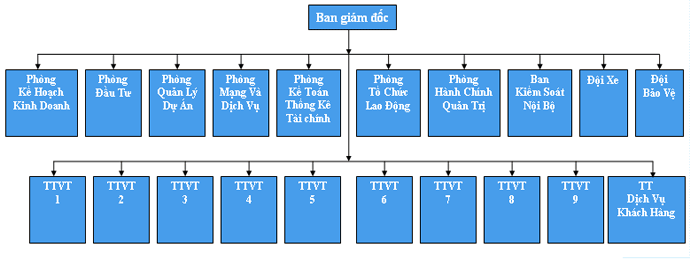 Ban giám đốc
Phòng
Kế Hoạch
Kinh Doanh
Phòng
Đầu Tư
Phòng
Quản Lý
Dự Án
Phòng
Mạng Và
Dịch Vụ
Phòng
Kế Toán
Thống Kê
Tài chính
Phòng
Tổ Chức
Lao Động
Phòng
Hành Chính
Quản Trị
Ban
Kiểm Soát
Nội Bộ
Đội Xe
Đội
Bảo Vệ
TTVT
1
TTVT
2
TTVT
3
TTVT
4
TTVT
5
TTVT
6
TTVT
7
TTVT
8
TTVT
9
TT
Dịch Vụ
Khách Hàng